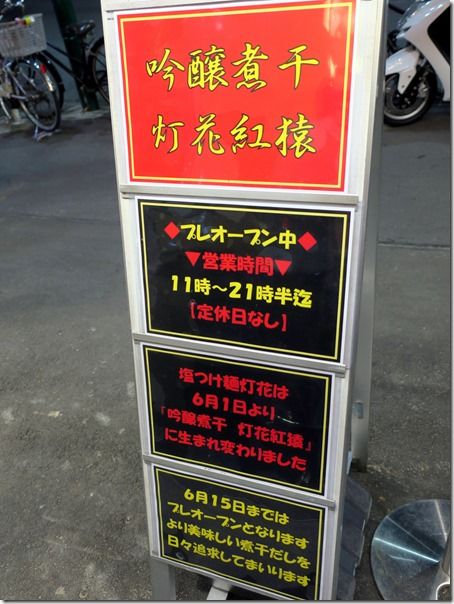 吟醸煮干
灯花紅猿
◆プレオープン中◆
▼営業時間▼
11時～21時半迄
【定休日なし】
塩つけ麺灯花は
6月1日より
「吟醸煮干 灯花紅猿」
に生まれ変わりました
6月15日までは
プレオープンとなります
より美味しい煮干だしを
日々追求してまいります